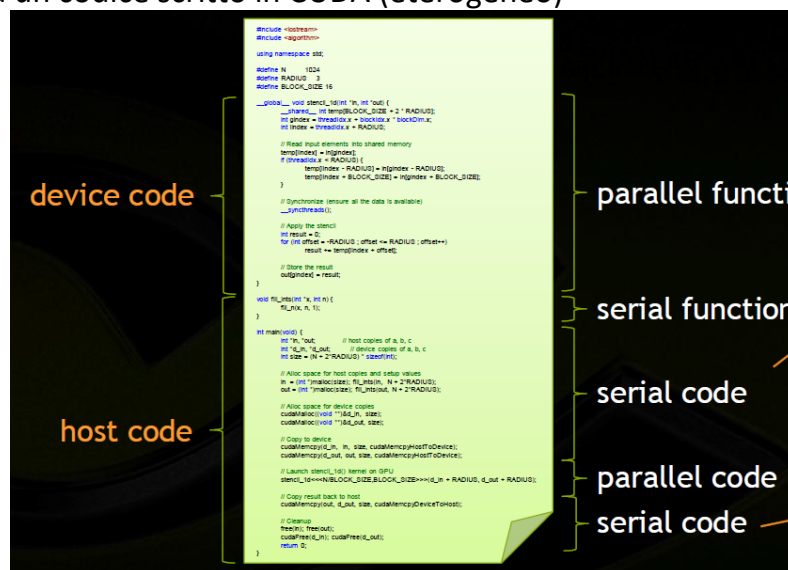 un codice scritto in CUDA (eterogeneo)
#include <iostream>
#include <algorithm>
using namespace std;
#define N 1024
#define RADIUS 3
#define BLOCK_SIZE 16
__global__ void stencil_1d(int *in, int *out) {
__shared__ int temp[BLOCK_SIZE + 2 * RADIUS];
int gindex = threadIdx.x + blockIdx.x * blockDim.x;
int lindex = threadIdx.x + RADIUS;
// Read input elements into shared memory
temp[lindex] = in[gindex];
if (threadIdx.x < RADIUS) {
temp[lindex - RADIUS] = in[gindex - RADIUS];
temp[lindex + BLOCK_SIZE] = in[gindex + BLOCK_SIZE];
}
// Synchronize (ensure all the data is available)
__syncthreads();
// Apply the stencil
int result = 0;
for (int offset = -RADIUS ; offset <= RADIUS ; offset++)
result += temp[lindex + offset];
// Store the result
out[gindex] = result;
}
device code
parallel functi
void fill_ints(int *x, int n) {
fill_n(x, n, 1);
}
serial function
int main(void) {
int *in, *out; // host copies of a, b, c
int *d_in, *d_out; // device copies of a, b, c
int size = (N + 2*RADIUS) * sizeof(int);
// Alloc space for host copies and setup values
in = (int *)malloc(size); fill_ints(in, N + 2*RADIUS);
out = (int *)malloc(size); fill_ints(out, N + 2*RADIUS);
// Alloc space for device copies
cudaMalloc((void **)&d_in, size);
cudaMalloc((void **)&d_out, size);
// Copy to device
cudaMemcpy(d_in, in, size, cudaMemcpyHostToDevice);
cudaMemcpy(d_out, out, size, cudaMemcpyHostToDevice);
serial code
host code
// Launch stencil_1d() kernel on GPU
stencil_1d<<<N/BLOCK_SIZE,BLOCK_SIZE>>>(d_in + RADIUS, d_out + RADIUS);
parallel code
// Copy result back to host
cudaMemcpy(out, d_out, size, cudaMemcpyDeviceToHost);
// Cleanup
free(in); free(out);
cudaFree(d_in); cudaFree(d_out);
return 0;
}
serial code